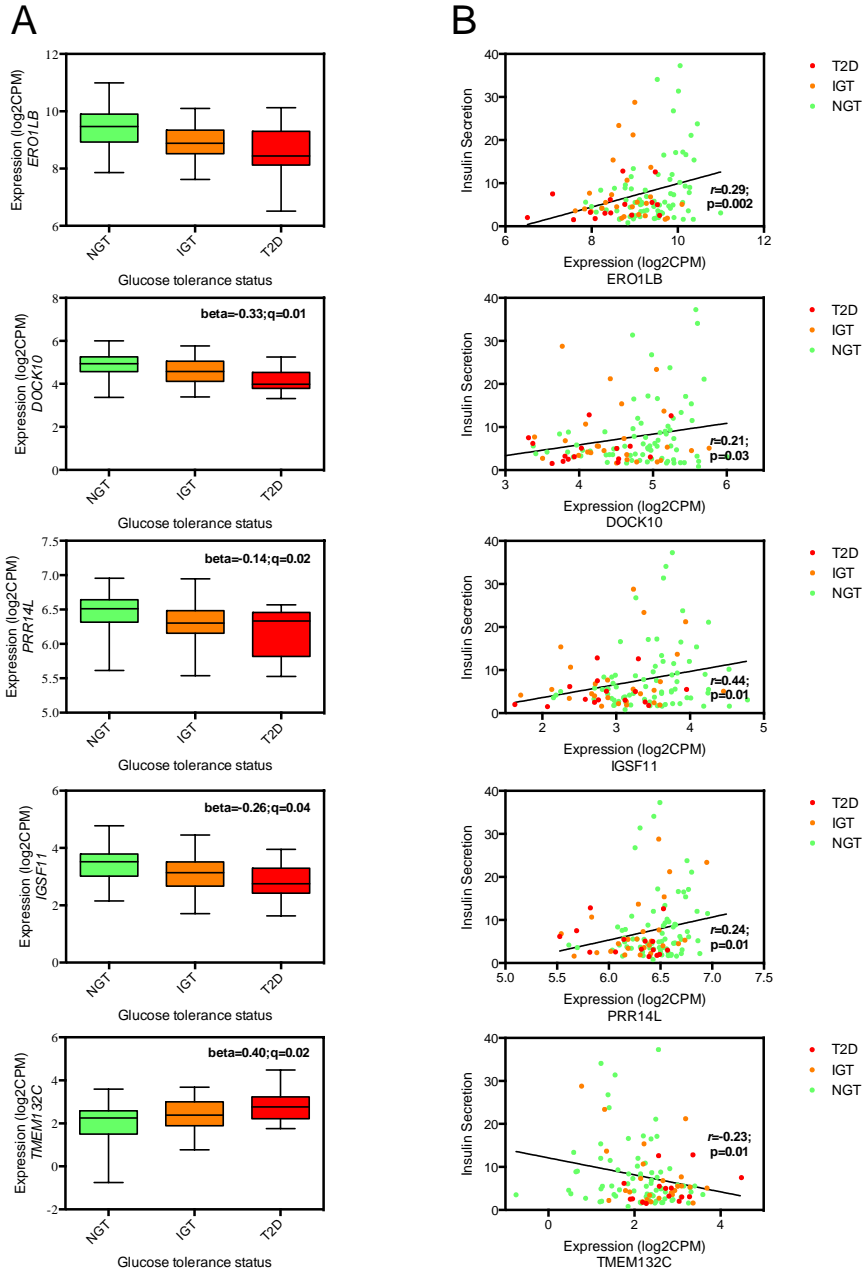 A
12
10
8
6
Expression (log2CPM)
ERO1LB
NGT
IGT
T2D
Glucose tolerance status
8
6
4
2
0
Expression (log2CPM)
DOCK10
beta=-0.33;q=0.01
NGT
IGT
T2D
Glucose tolerance status
7.5
7.0
6.5
6.0
5.5
5.0
Expression (log2CPM)
PRR14L
beta=-0.14;q=0.02
NGT
IGT
T2D
Glucose tolerance status
6
4
2
0
Expression (log2CPM)
IGSF11
beta=-0.26;q=0.04
NGT
IGT
T2D
Glucose tolerance status
6
4
2
0
-2
Expression (log2CPM)
TMEM132C
beta=0.40;q=0.02
NGT
IGT
T2D
Glucose tolerance status
B
40
30
20
10
0
Insulin Secretion
r=0.29;
p=0.002
6 8 10 12
Expression (log2CPM)
ERO1LB
T2D
IGT
NGT
40
30
20
10
0
Insulin Secretion
r=0.21;
p=0.03
3 4 5 6
Expression (log2CPM)
DOCK10
T2D
IGT
NGT
40
30
20
10
0
Insulin Secretion
r=0.44;
p=0.01
1 2 3 4 5
Expression (log2CPM)
IGSF11
T2D
IGT
NGT
40
30
20
10
0
Insulin Secretion
r=0.24;
p=0.01
5.0 5.5 6.0 6.5 7.0 7.5
Expression (log2CPM)
PRR14L
T2D
IGT
NGT
40
30
20
10
0
Insulin Secretion
r=-0.23;
p=0.01
0 2 4
Expression (log2CPM)
TMEM132C
T2D
IGT
NGT